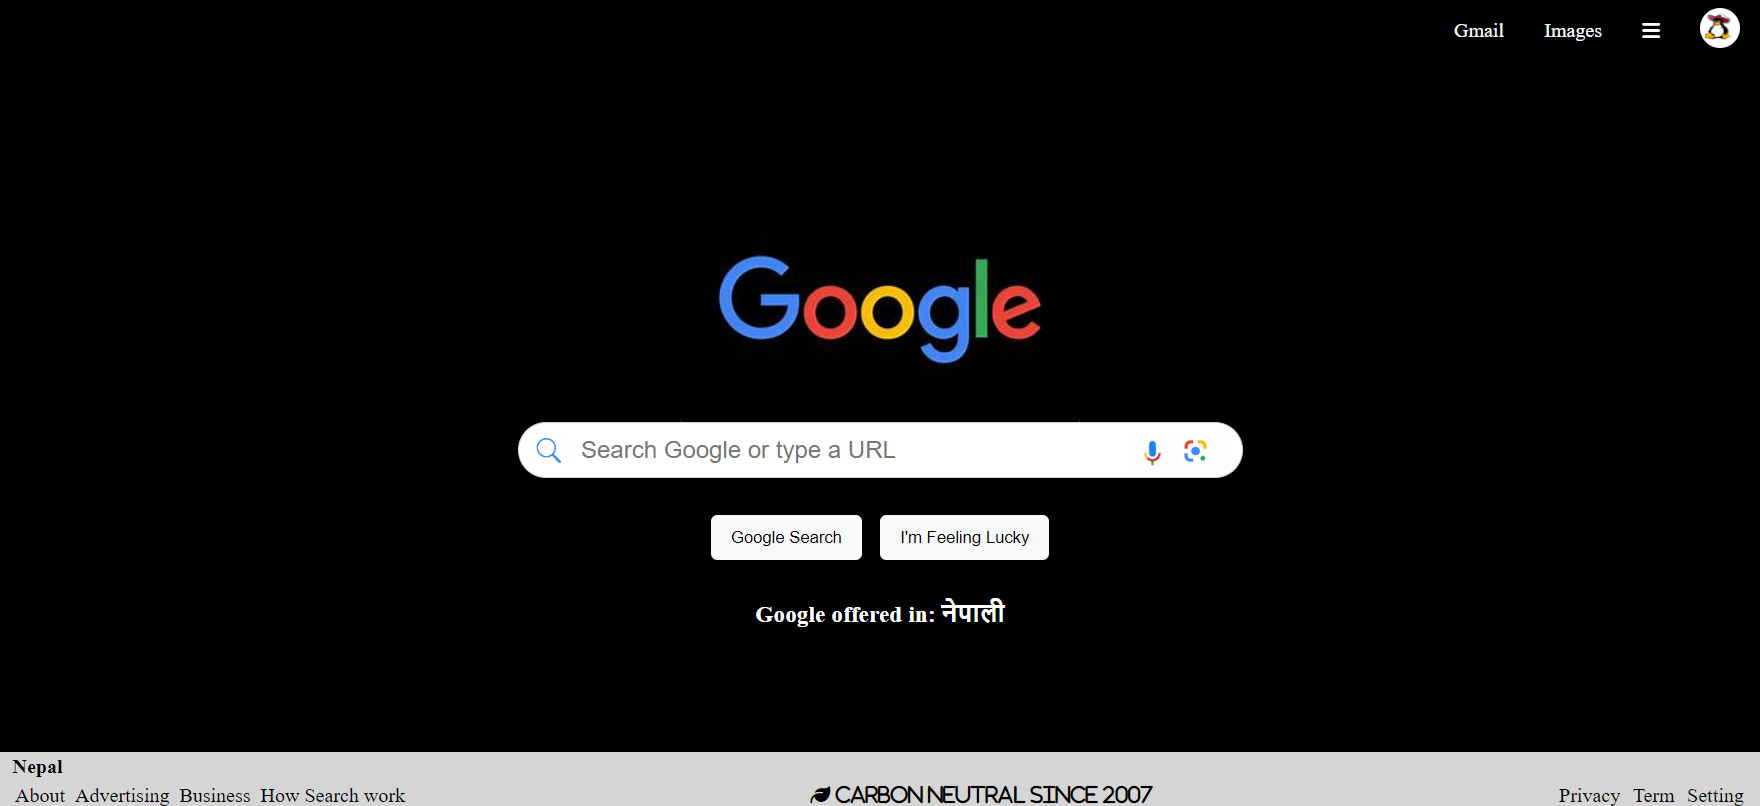 Gmail Images
Google
Search Google or type a URL
Google Search I'm Feeling Lucky
Google offered in: नेपाली
Nepal
About Advertising Business How Search work CARBON NEUTRAL SINCE 2007 Privacy Term Setting